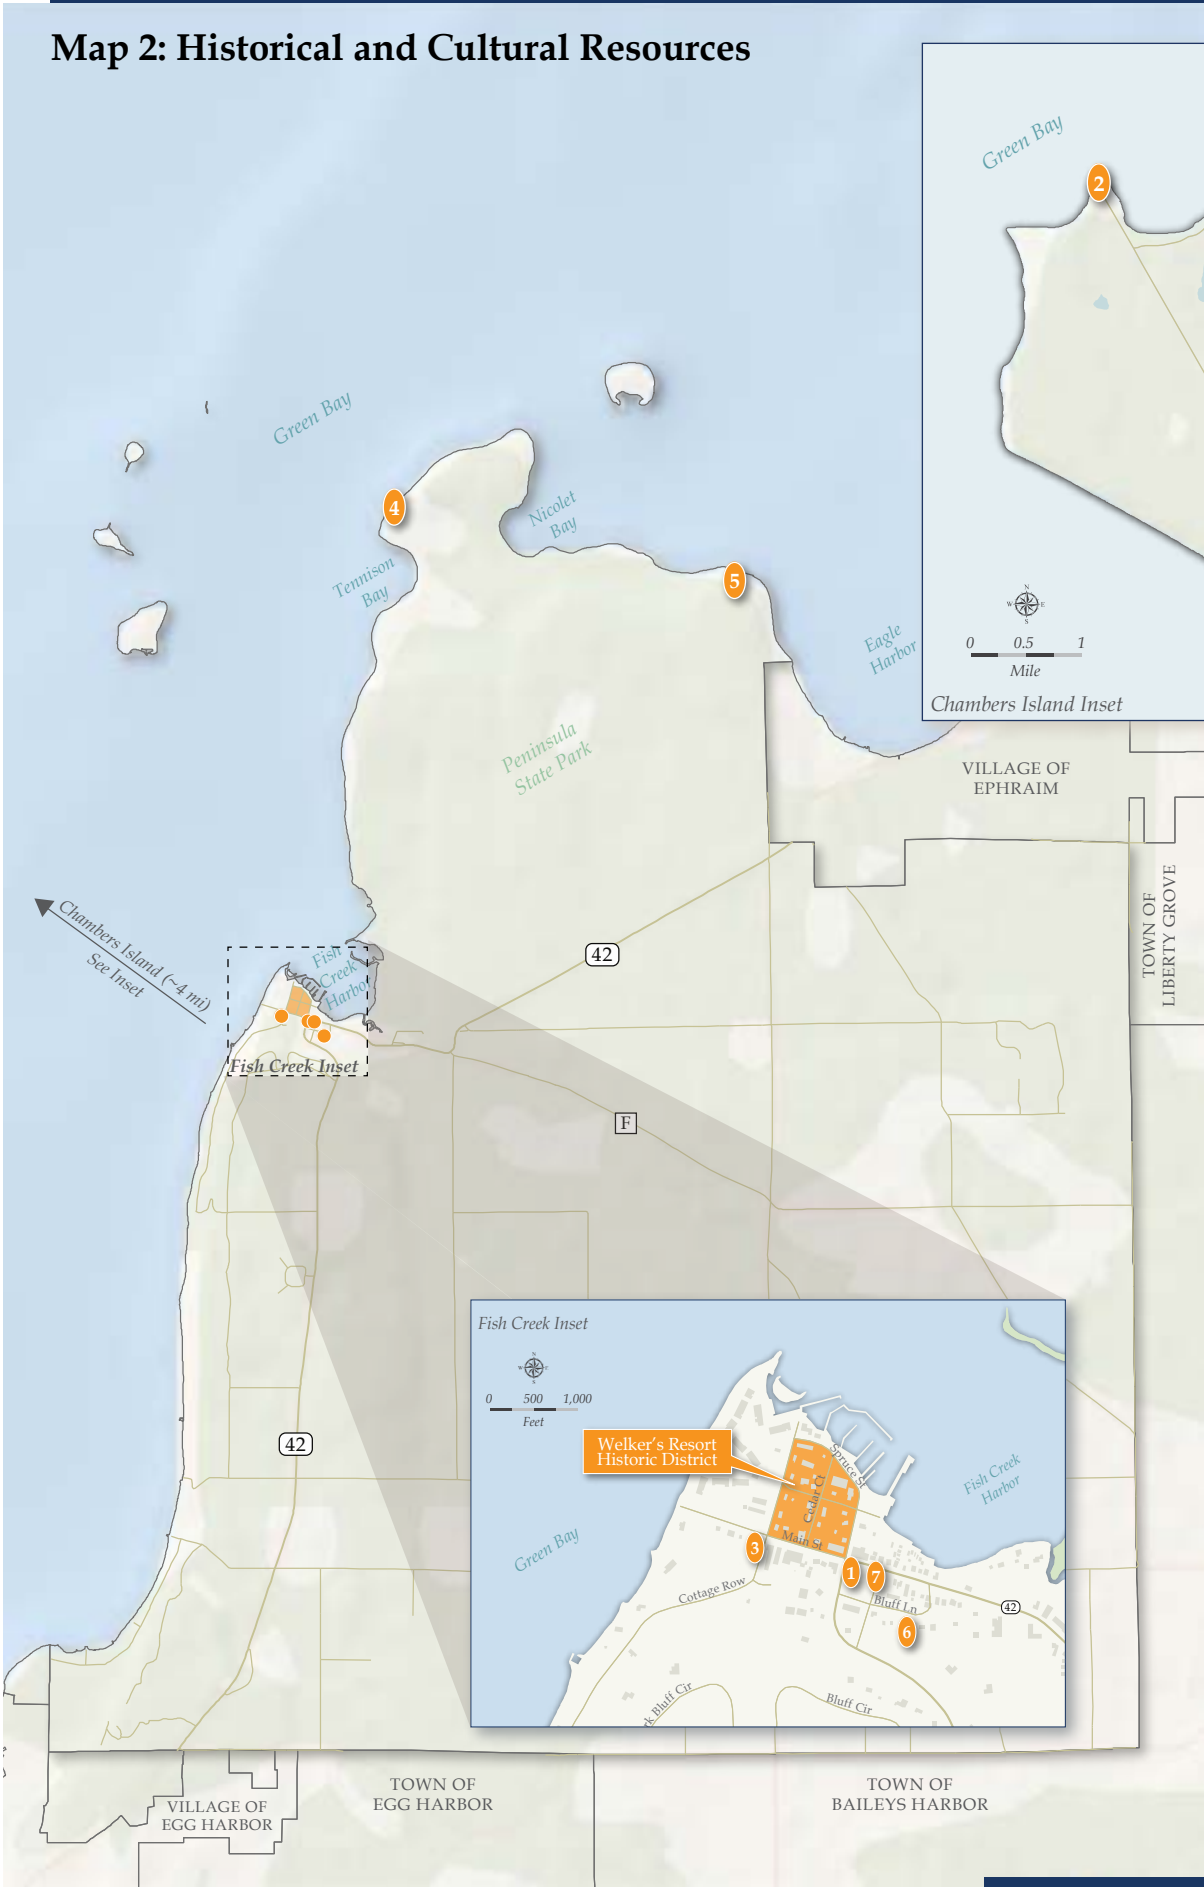 Map 2: Historical and Cultural Resources
Green Bay
2
N
W E
S
0 0.5 1
Mile
Chambers Island Inset
Green Bay
4
Nicolet
Bay
Tennison
Bay
5
Eagle
Harbor
Peninsula
State Park
VILLAGE OF
EPHRAIM
TOWN OF
LIBERTY GROVE
Chambers Island (~4 mi)
See Inset
Fish
Creek
Harbor
42
Fish Creek Inset
F
42
Fish Creek Inset
N
W E
S
0 500 1,000
Feet
Welker's Resort
Historic District
Spruce St
Cedar Ct
Main St
Fish Creek
Harbor
Green Bay
3
1
7
Cottage Row
Bluff Ln
42
6
rk Bluff Cir
Bluff Cir
TOWN OF
EGG HARBOR
VILLAGE OF
EGG HARBOR
TOWN OF
BAILEYS HARBOR